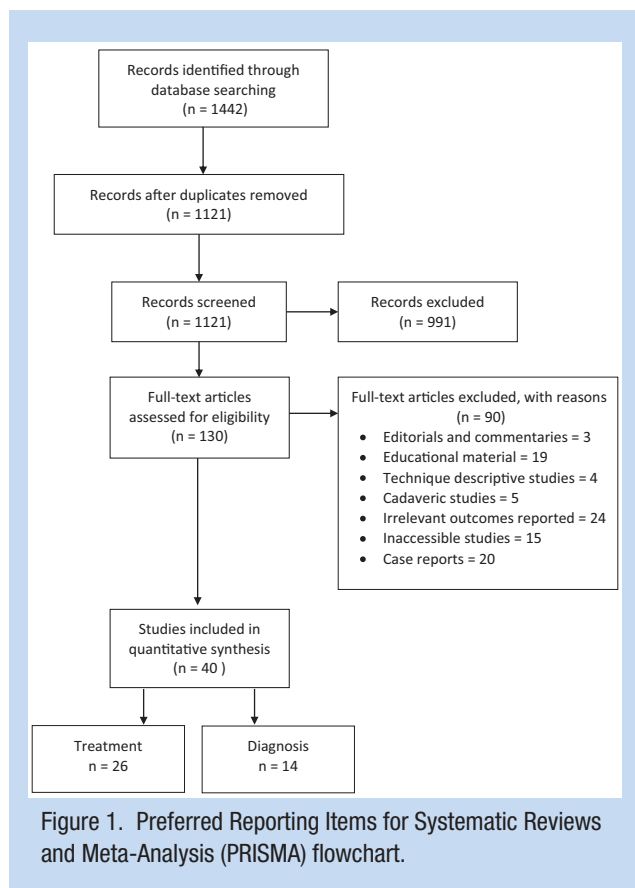 Records identified through
database searching
(n = 1442)
Records after duplicates removed
(n = 1121)
Records screened
(n = 1121)
Records excluded
(n = 991)
Full-text articles
assessed for eligibility
(n = 130)
Full-text articles excluded, with reasons
(n = 90)
• Editorials and commentaries = 3
• Educational material = 19
• Technique descriptive studies = 4
• Cadaveric studies = 5
• Irrelevant outcomes reported = 24
• Inaccessible studies = 15
• Case reports = 20
Studies included in
quantitative synthesis
(n = 40 )
Treatment
n = 26
Diagnosis
n = 14
Figure 1. Preferred Reporting Items for Systematic Reviews
and Meta-Analysis (PRISMA) flowchart.